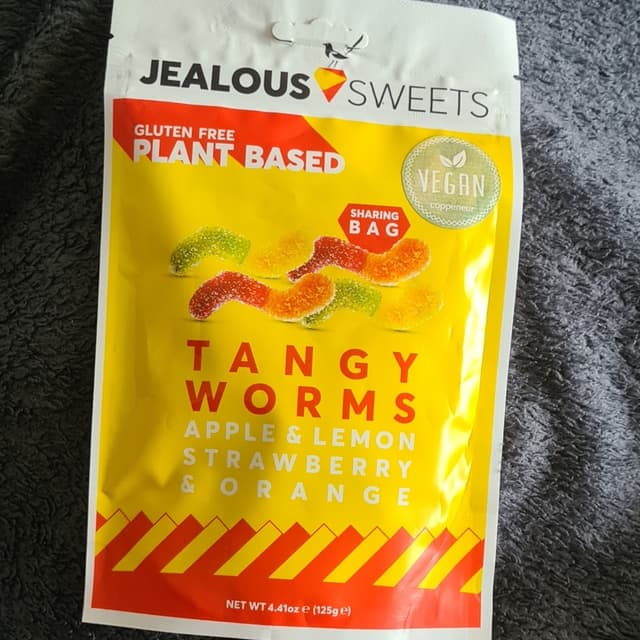 JEALOUS SWEETS
GLUTEN FREE
PLANT BASED
VEGAN
coppeneur
SHARING
BAG
TANGY
WORMS
APPLE & LEMON
STRAWBERRY
& ORANGE
NET WT 4.41oz e (125g e)